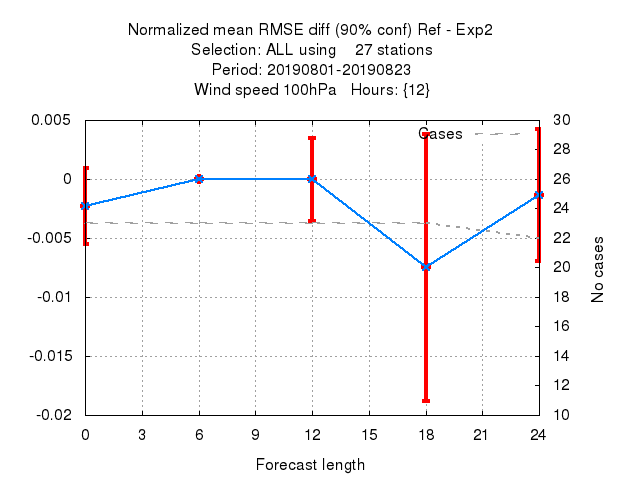 Normalized mean RMSE diff (90% conf) Ref - Exp2
Selection: ALL using    27 stations
Period: 20190801-20190823
Wind speed 100hPa   Hours: {12}
0.005
0
-0.005
-0.01
-0.015
-0.02
Cases
30
28
26
24
22
20
18
16
14
12
10
No cases
0 3 6 9 12 15 18 21 24
Forecast length